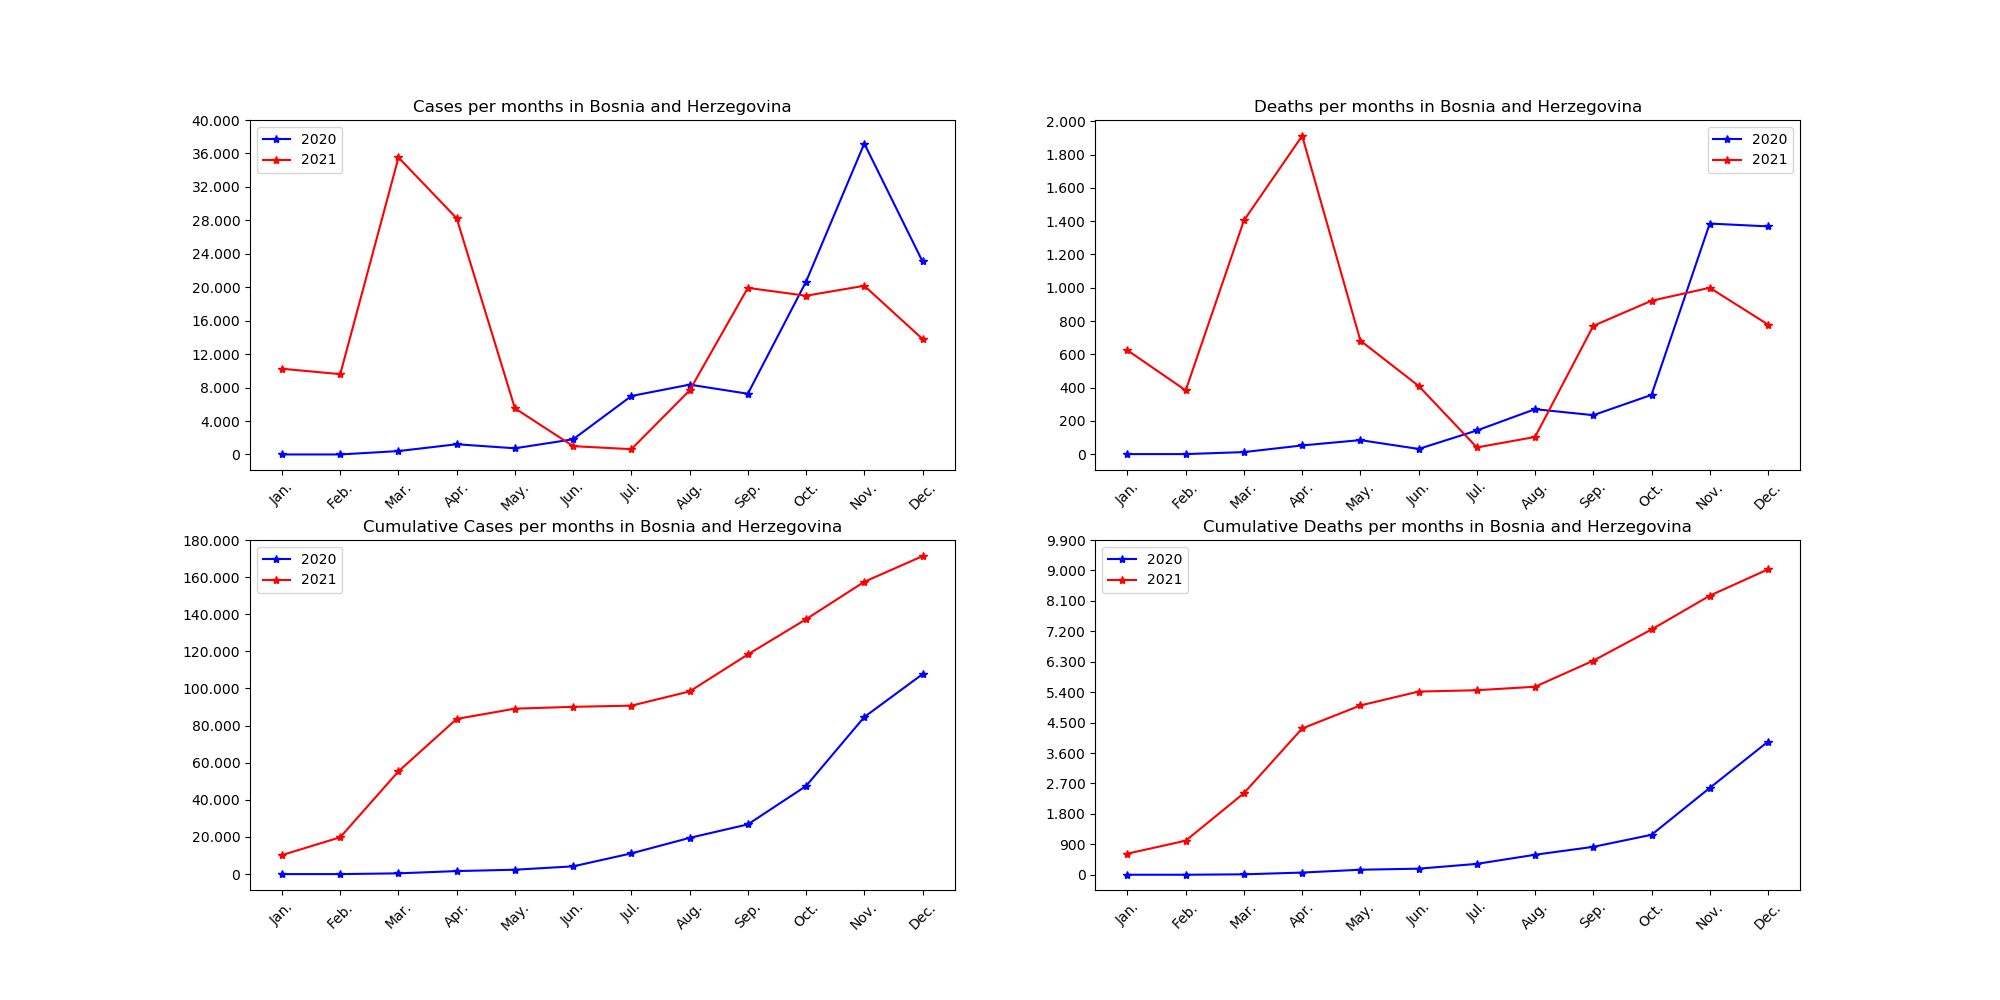 Cases per months in Bosnia and Herzegovina
40.000
36.000
32.000
28.000
24.000
20.000
16.000
12.000
8.000
4.000
0
2020
2021
Jan.
Feb.
Mar.
Apr.
May.
Jun.
Jul.
Aug.
Sep.
Oct.
Nov.
Dec.
Deaths per months in Bosnia and Herzegovina
2.000
1.800
1.600
1.400
1.200
1.000
800
600
400
200
0
2020
2021
Jan.
Feb.
Mar.
Apr.
May.
Jun.
Jul.
Aug.
Sep.
Oct.
Nov.
Dec.
Cumulative Cases per months in Bosnia and Herzegovina
180.000
160.000
140.000
120.000
100.000
80.000
60.000
40.000
20.000
0
2020
2021
Jan.
Feb.
Mar.
Apr.
May.
Jun.
Jul.
Aug.
Sep.
Oct.
Nov.
Dec.
Cumulative Deaths per months in Bosnia and Herzegovina
9.900
9.000
8.100
7.200
6.300
5.400
4.500
3.600
2.700
1.800
900
0
2020
2021
Jan.
Feb.
Mar.
Apr.
May.
Jun.
Jul.
Aug.
Sep.
Oct.
Nov.
Dec.